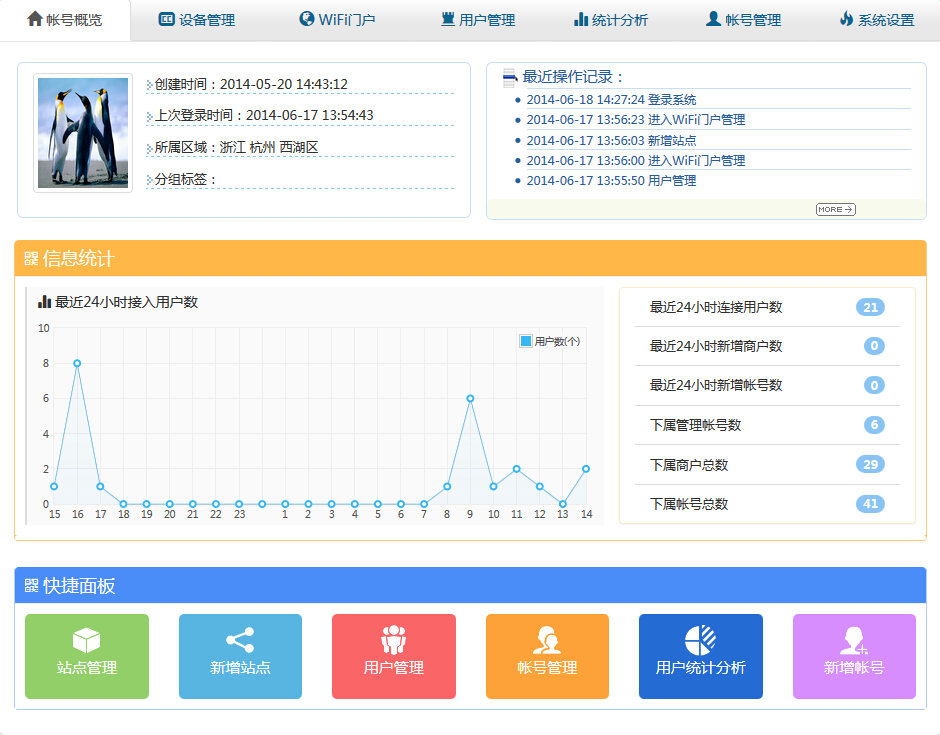 帐号概览 设备管理 WiFi门户 用户管理 统计分析 帐号管理 系统设置
创建时间：2014-05-20 14:43:12
上次登录时间：2014-06-17 13:54:43
所属区域：浙江 杭州 西湖区
分组标签：
最近操作记录：
2014-06-18 14:27:24 登录系统
2014-06-17 13:56:23 进入WiFi门户管理
2014-06-17 13:56:03 新增站点
2014-06-17 13:56:00 进入WiFi门户管理
2014-06-17 13:55:50 用户管理
MORE
信息统计
最近24小时接入用户数
用户数(个)
10
8
6
4
2
0
15 16 17 18 19 20 21 22 23 1 2 3 4 5 6 7 8 9 10 11 12 13 14
最近24小时连接用户数 21
最近24小时新增商户数 0
最近24小时新增帐号数 0
下属管理帐号数 6
下属商户总数 29
下属帐号总数 41
快捷面板
站点管理 新增站点 用户管理 帐号管理 用户统计分析 新增帐号